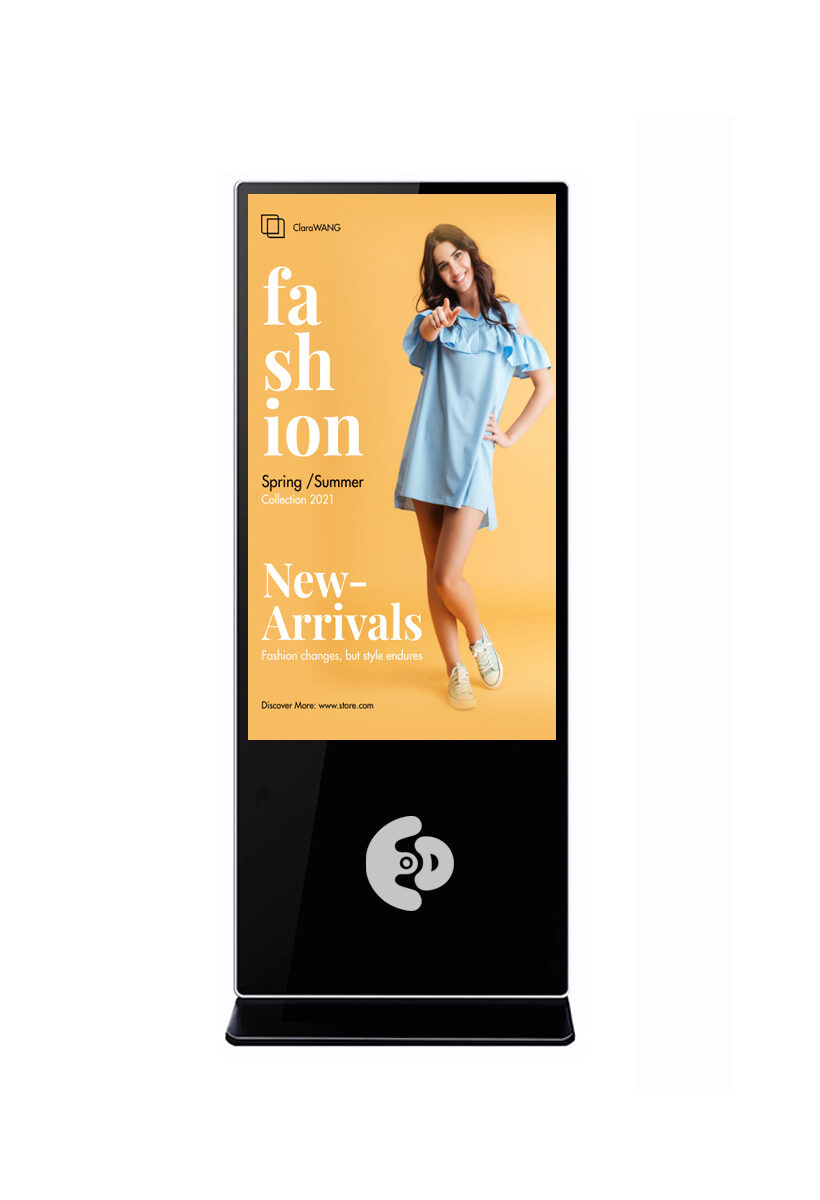 ClaraWANG
fa
sh
ion
Spring /Summer
Collection 2021
New-
Arrivals
Fashion changes, but style endures
Discover More: www.store.com